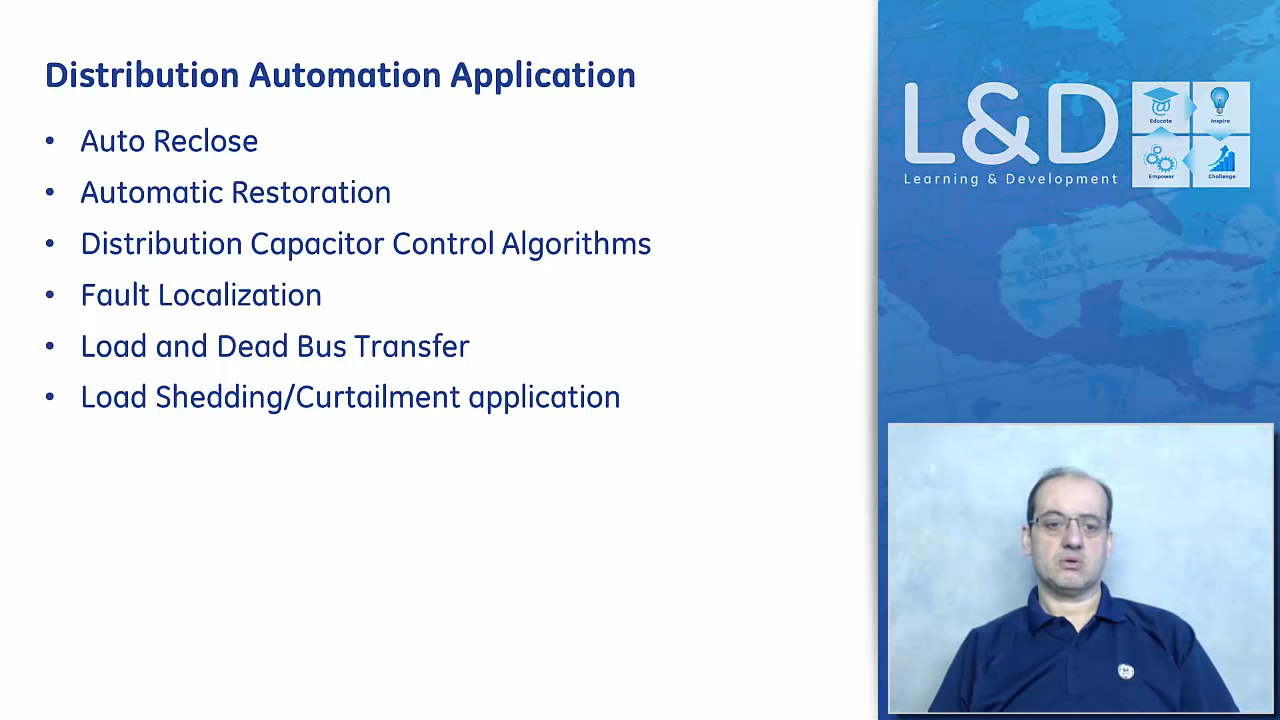 Distribution Automation Application
• Auto Reclose
• Automatic Restoration
• Distribution Capacitor Control Algorithms
• Fault Localization
• Load and Dead Bus Transfer
• Load Shedding/Curtailment application
L&D
Learning & Development
Educate
Inspire
Empower
Challenge